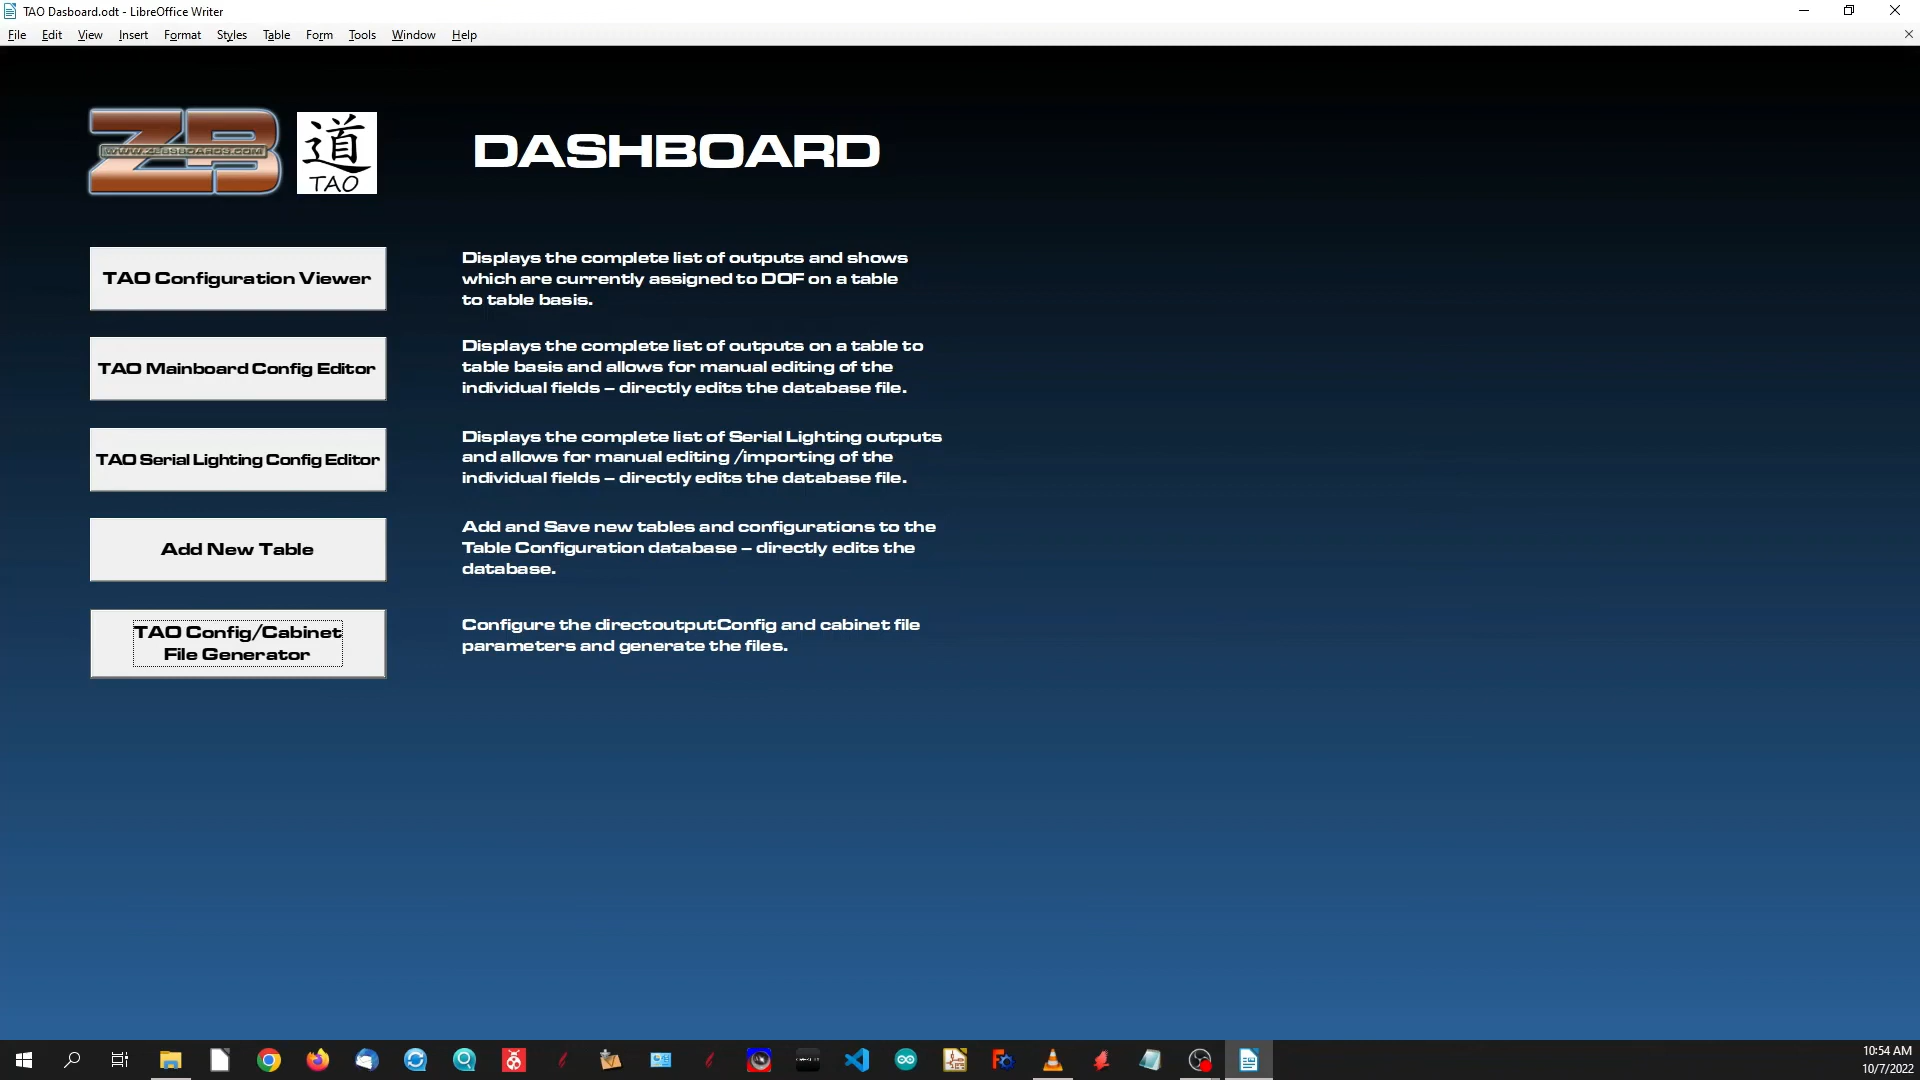 TAO Dasboard.odt - LibreOffice Writer
File Edit View Insert Format Styles Table Form Tools Window Help
ZB
WWW.ZEBSBOARDS.COM
道
TAO
DASHBOARD
TAO Configuration Viewer
Displays the complete list of outputs and shows
which are currently assigned to DOF on a table
to table basis.
TAO Mainboard Config Editor
Displays the complete list of outputs on a table to
table basis and allows for manual editing of the
individual fields – directly edits the database file.
TAO Serial Lighting Config Editor
Displays the complete list of Serial Lighting outputs
and allows for manual editing /importing of the
individual fields – directly edits the database file.
Add New Table
Add and Save new tables and configurations to the
Table Configuration database – directly edits the
database.
TAO Config/Cabinet
File Generator
Configure the directoutputConfig and cabinet file
parameters and generate the files.
10:54 AM
10/7/2022